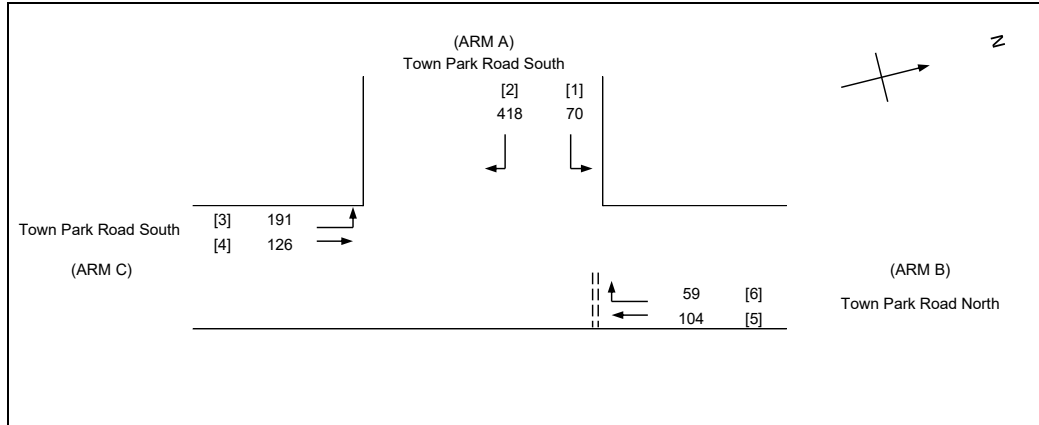 (ARM A)
Town Park Road South
[2] [1]
418 70
N
[3] 191
Town Park Road South
[4] 126
(ARM C)
(ARM B)
59 [6]
Town Park Road North
104 [5]